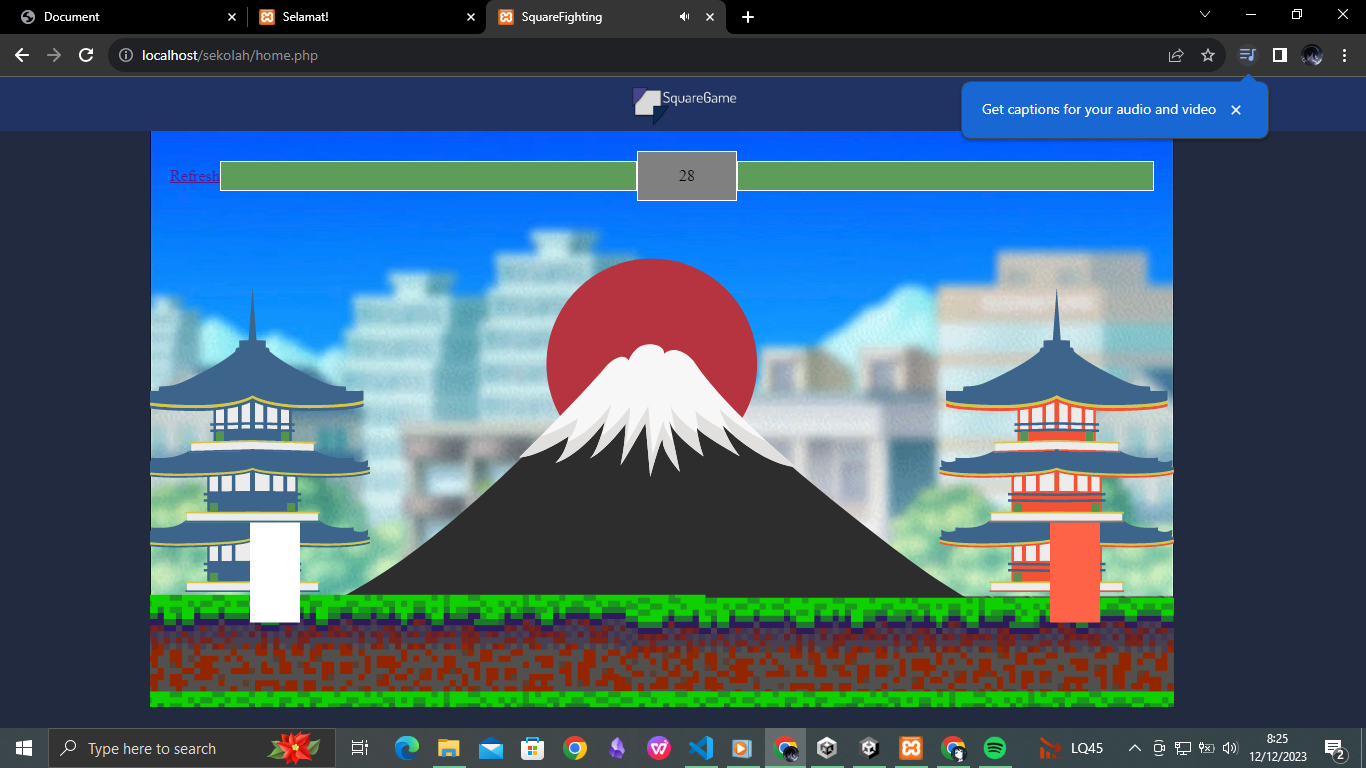 Document
Selamat!
SquareFighting
localhost/sekolah/home.php
SquareGame
Get captions for your audio and video
Refresh
28
Type here to search
LQ45
8:25
12/12/2023
2